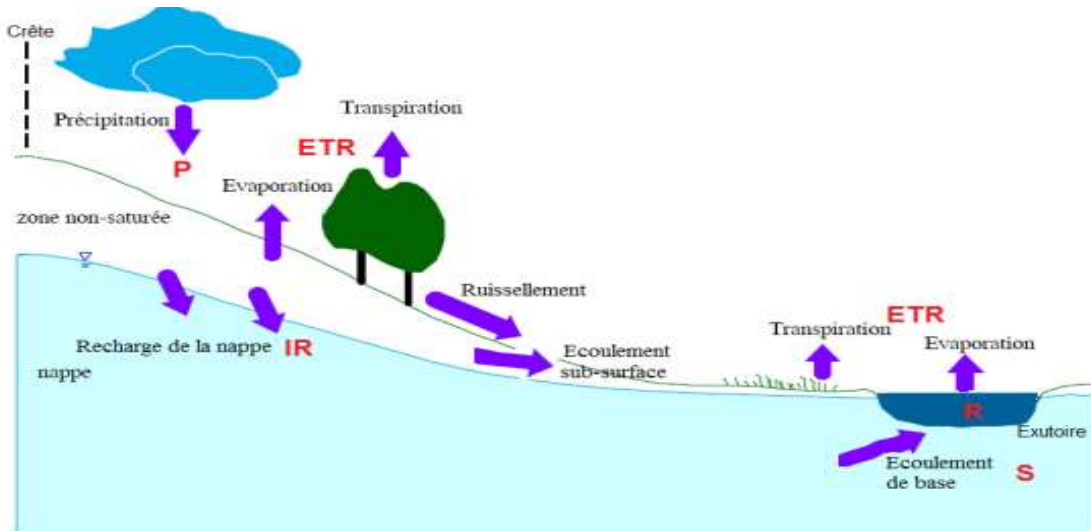 Crête
Précipitation
P
Transpiration
ETR
Evaporation
zone non-saturée
Ruissellement
Recharge de la nappe IR
nappe
Ecoulement
sub-surface
ETR
Transpiration
Evaporation
R
Exutoire
Ecoulement
de base
S